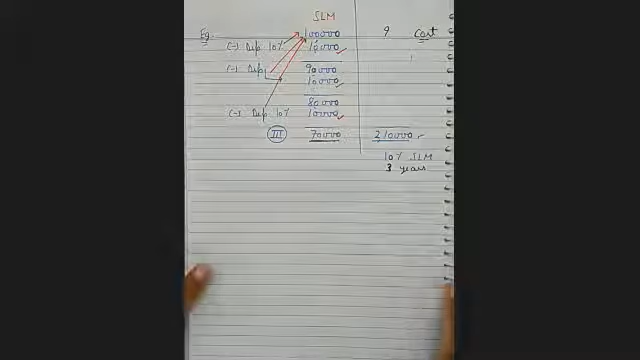 SLM
Eg. 100000 ? Cost
(-) Dep 10% 10000
90000
(-) Dep 10000
80000
(-) Dep 10% 10000
III 70000 210000
10% SLM
3 years